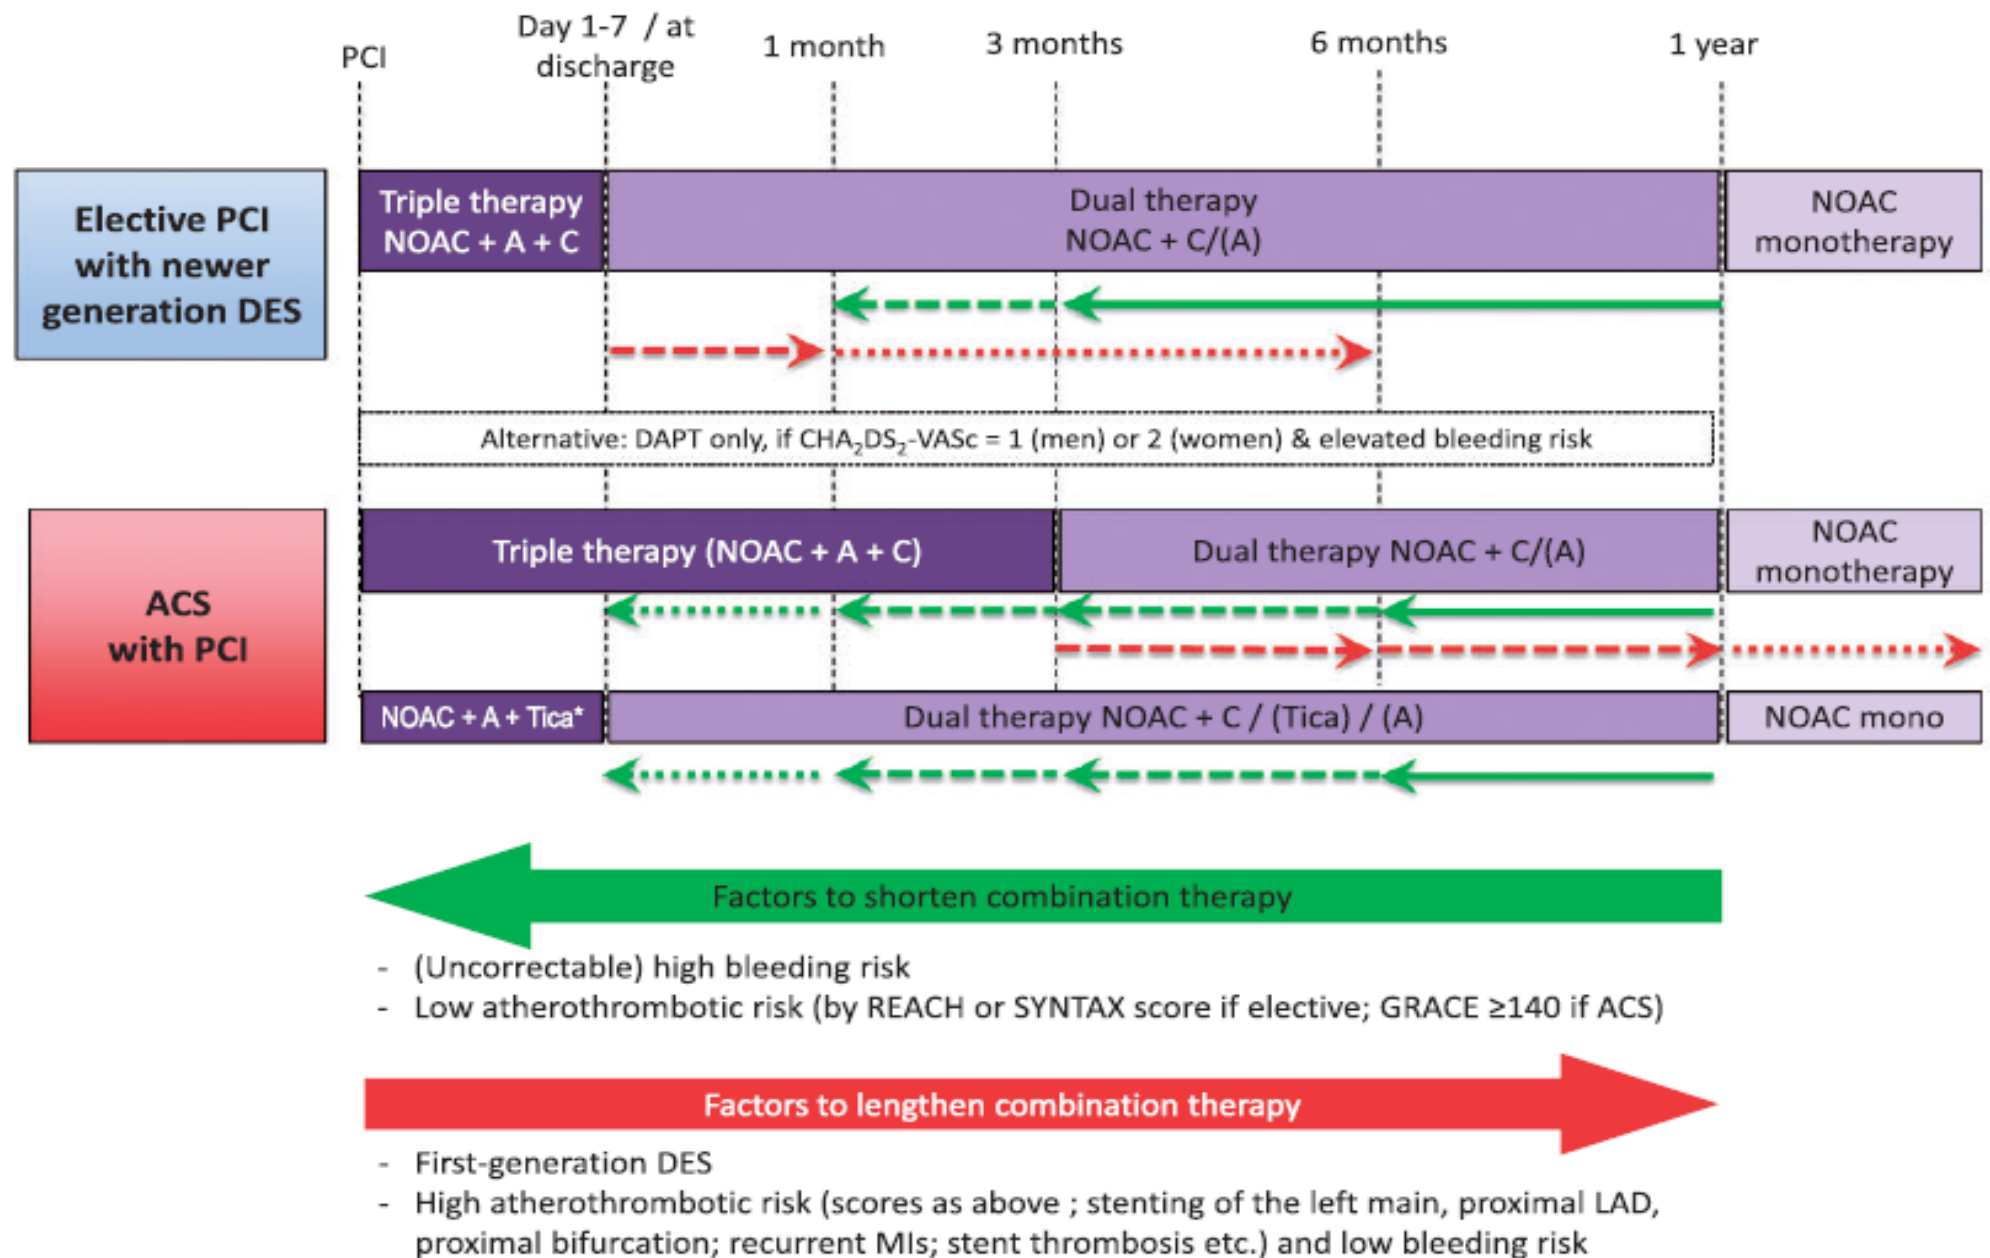 PCI
Day 1-7 / at
discharge
1 month
3 months
6 months
1 year
Elective PCI
with newer
generation DES
Triple therapy
NOAC + A + C
Dual therapy
NOAC + C/(A)
NOAC
monotherapy
Alternative: DAPT only, if CHA₂DS₂-VASc = 1 (men) or 2 (women) & elevated bleeding risk
ACS
with PCI
Triple therapy (NOAC + A + C)
Dual therapy NOAC + C/(A)
NOAC
monotherapy
NOAC + A + Tica*
Dual therapy NOAC + C / (Tica) / (A)
NOAC mono
Factors to shorten combination therapy
- (Uncorrectable) high bleeding risk
- Low atherothrombotic risk (by REACH or SYNTAX score if elective; GRACE ≥140 if ACS)
Factors to lengthen combination therapy
- First-generation DES
- High atherothrombotic risk (scores as above ; stenting of the left main, proximal LAD,
proximal bifurcation; recurrent MIs; stent thrombosis etc.) and low bleeding risk